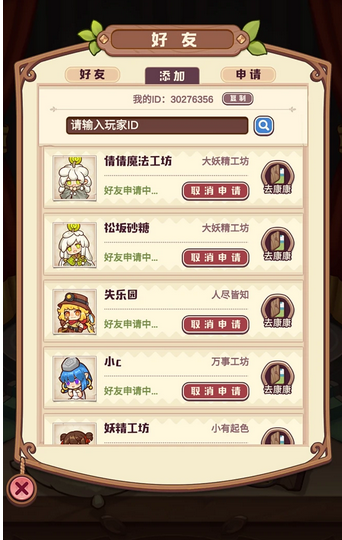 好友
好友 添加 申请
我的ID：30276356 复制
请输入玩家ID
倩倩魔法工坊 大妖精工坊
好友申请中... 取消申请 去康康
松坂砂糖 大妖精工坊
好友申请中... 取消申请 去康康
失乐园 人尽皆知
好友申请中... 取消申请 去康康
小c 万事工坊
好友申请中... 取消申请 去康康
妖精工坊 小有起色